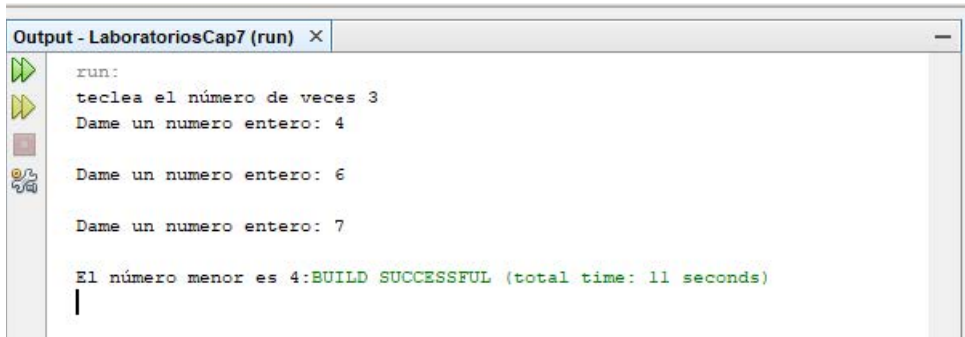 Output - LaboratoriosCap7 (run) ×
run:
teclea el número de veces 3
Dame un numero entero: 4
Dame un numero entero: 6
Dame un numero entero: 7
El número menor es 4:BUILD SUCCESSFUL (total time: 11 seconds)